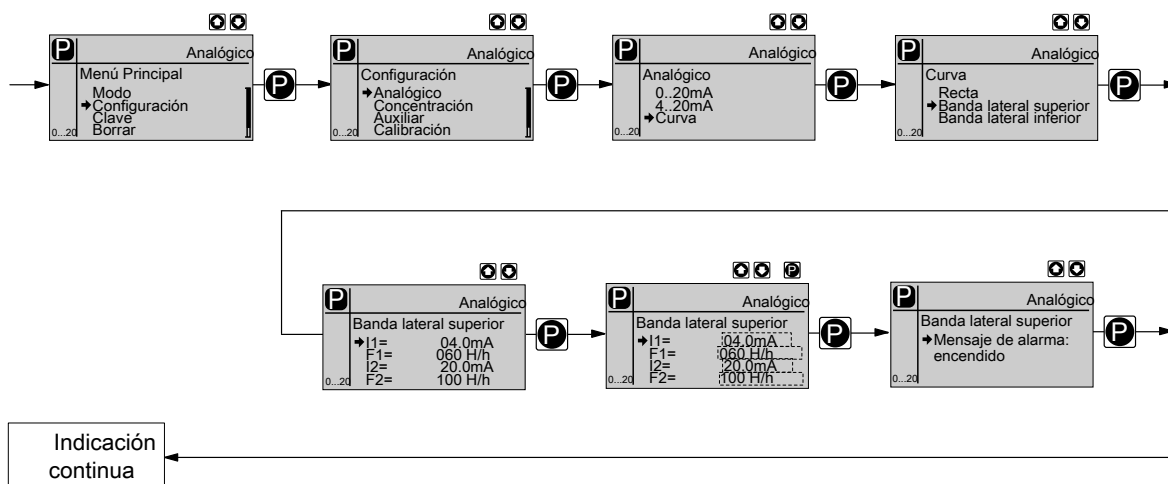 P Analógico
Menú Principal
Modo
Configuración
Clave
Borrar
0...20
P
P Analógico
Configuración
Analógico
Concentración
Auxiliar
Calibración
0...20
P
P Analógico
Analógico
0..20mA
4..20mA
Curva
0...20
P
P Analógico
Curva
Recta
Banda lateral superior
Banda lateral inferior
0...20
P
P Analógico
Banda lateral superior
I1= 04.0mA
F1= 060 H/h
I2= 20.0mA
F2= 100 H/h
0...20
P
P
P Analógico
Banda lateral superior
I1= 04.0mA
F1= 060 H/h
I2= 20.0mA
F2= 100 H/h
0...20
P
P Analógico
Banda lateral superior
Mensaje de alarma:
encendido
0...20
P
Indicación
continua